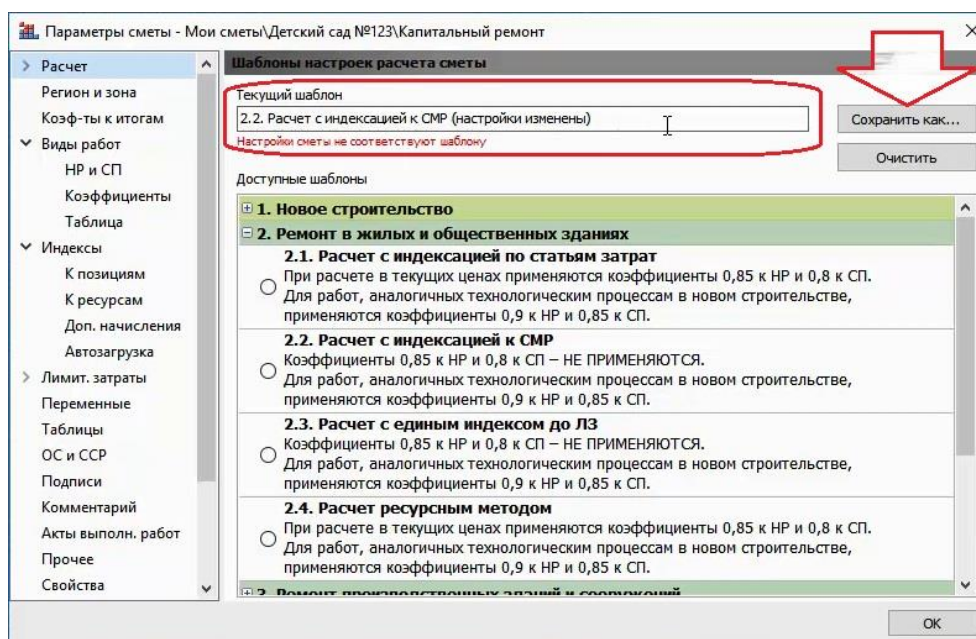 Параметры сметы - Мои сметы\Детский сад №123\Капитальный ремонт
Расчет
Регион и зона
Коэф-ты к итогам
Виды работ
НР и СП
Коэффициенты
Таблица
Индексы
К позициям
К ресурсам
Доп. начисления
Автозагрузка
Лимит. затраты
Переменные
Таблицы
ОС и ССР
Подписи
Комментарий
Акты выполн. работ
Прочее
Свойства
Шаблоны настроек расчета сметы
Текущий шаблон
2.2. Расчет с индексацией к СМР (настройки изменены)
Настройки сметы не соответствуют шаблону
Сохранить как...
Очистить
Доступные шаблоны
1. Новое строительство
2. Ремонт в жилых и общественных зданиях
2.1. Расчет с индексацией по статьям затрат
При расчете в текущих ценах применяются коэффициенты 0,85 к НР и 0,8 к СП.
Для работ, аналогичных технологическим процессам в новом строительстве,
применяются коэффициенты 0,9 к НР и 0,85 к СП.
2.2. Расчет с индексацией к СМР
Коэффициенты 0,85 к НР и 0,8 к СП – НЕ ПРИМЕНЯЮТСЯ.
Для работ, аналогичных технологическим процессам в новом строительстве,
применяются коэффициенты 0,9 к НР и 0,85 к СП.
2.3. Расчет с единым индексом до ЛЗ
Коэффициенты 0,85 к НР и 0,8 к СП – НЕ ПРИМЕНЯЮТСЯ.
Для работ, аналогичных технологическим процессам в новом строительстве,
применяются коэффициенты 0,9 к НР и 0,85 к СП.
2.4. Расчет ресурсным методом
При расчете в текущих ценах применяются коэффициенты 0,85 к НР и 0,8 к СП.
Для работ, аналогичных технологическим процессам в новом строительстве,
применяются коэффициенты 0,9 к НР и 0,85 к СП.
3. Ремонт производственных зданий и сооружений
ОК